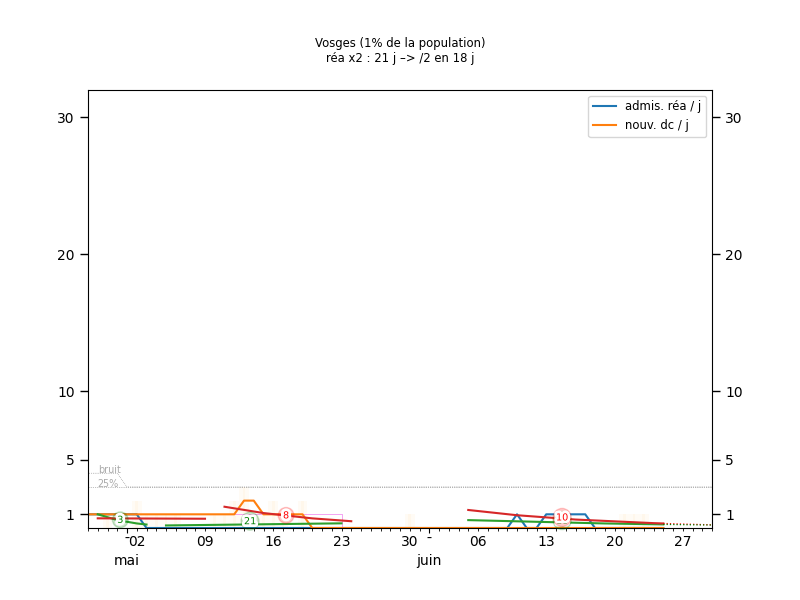 Vosges (1% de la population)
réa x2 : 21 j –> /2 en 18 j
admis. réa / j
nouv. dc / j
30 30
20 20
10 10
5 5
1 1
bruit
25%
3 21 8 10
02 09 16 23 30 06 13 20 27
mai juin